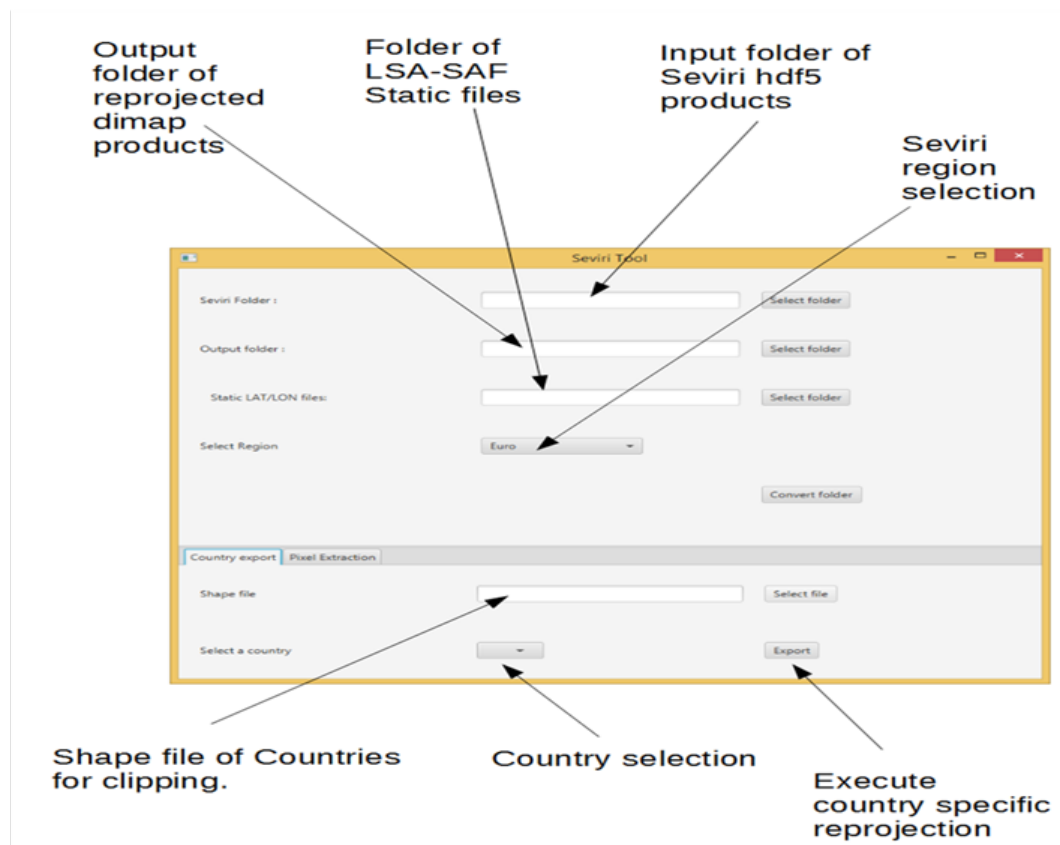 Output
folder of
reprojected
dimap
products
Folder of
LSA-SAF
Static files
Input folder of
Seviri hdf5
products
Seviri
region
selection
Seviri Tool
Seviri Folder :
Select folder
Output folder :
Select folder
Static LAT/LON files:
Select folder
Select Region
Euro
Convert folder
Country export
Pixel Extraction
Shape file
Select file
Select a country
Export
Shape file of Countries
for clipping.
Country selection
Execute
country specific
reprojection